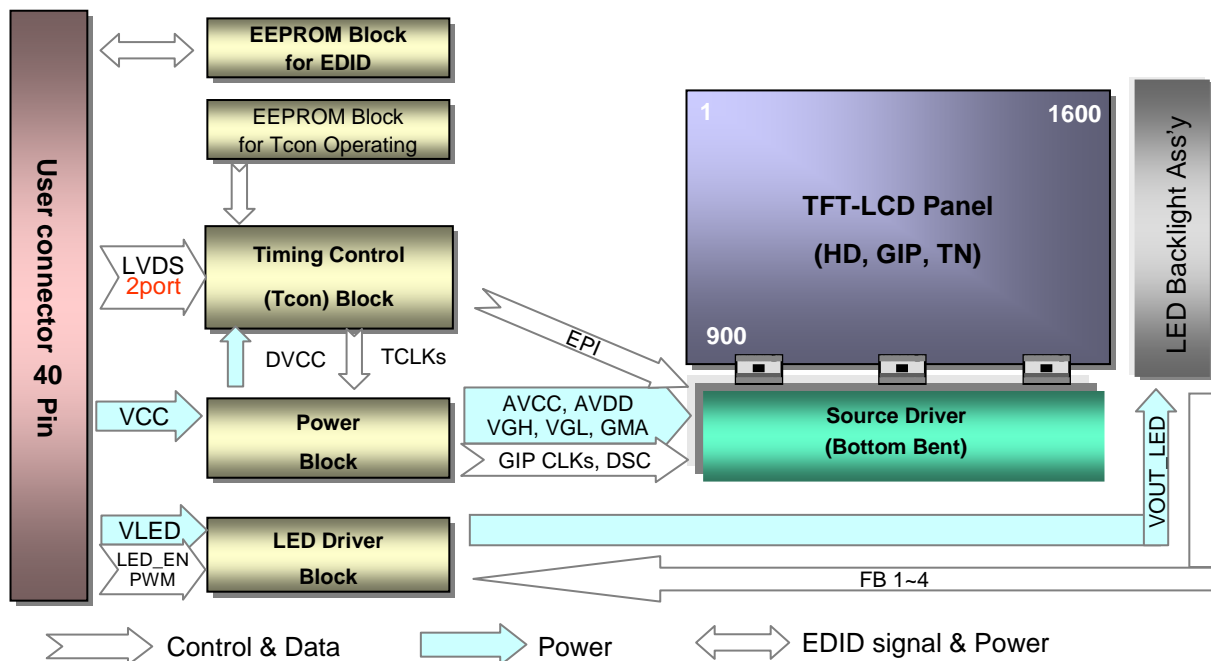 EEPROM Block
for EDID
EEPROM Block
for Tcon Operating
User connector 40
Pin
LVDS
2port
Timing Control
(Tcon) Block
DVCC
TCLKs
EPI
VCC
Power
Block
AVCC, AVDD
VGH, VGL, GMA
GIP CLKs, DSC
1
1600
TFT-LCD Panel
(HD, GIP, TN)
900
Source Driver
(Bottom Bent)
LED Backlight Ass'y
VOUT_LED
VLED
LED_EN
PWM
LED Driver
Block
FB 1~4
Control & Data
Power
EDID signal & Power